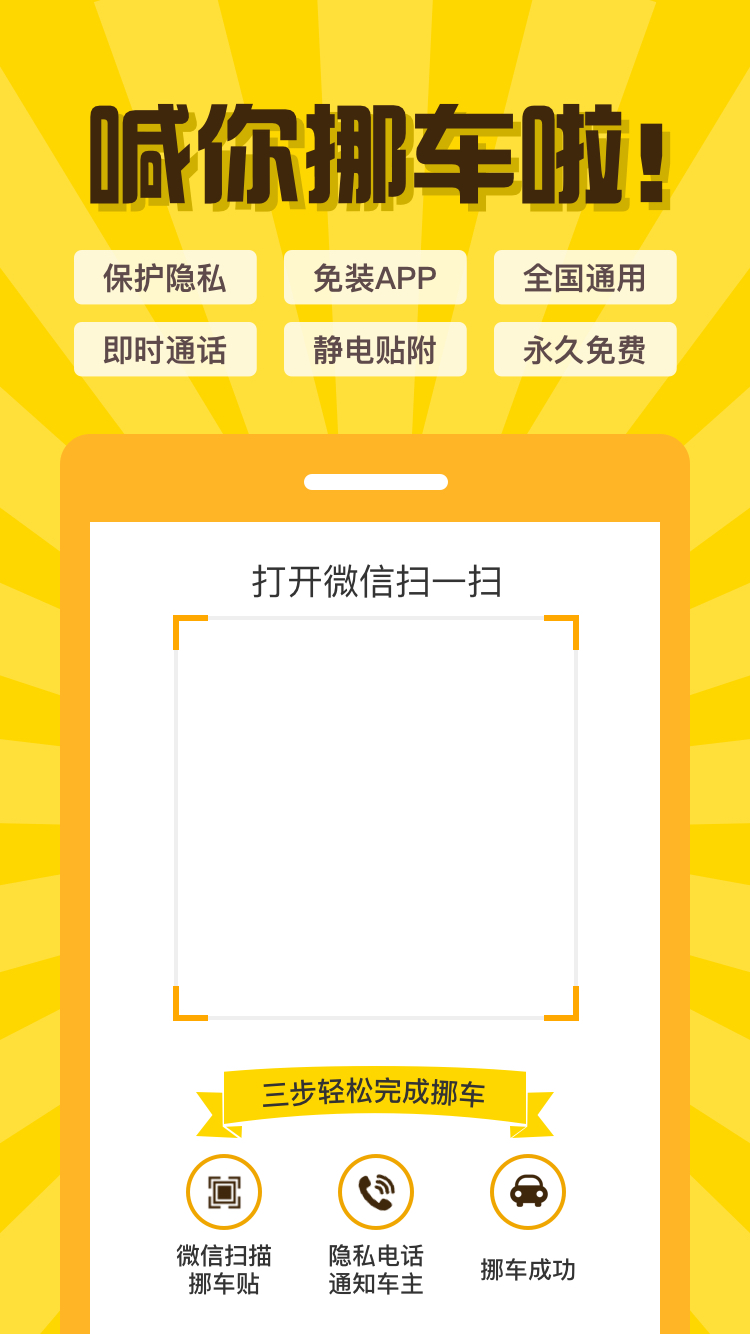 喊你挪车啦!
保护隐私 免装APP 全国通用
即时通话 静电贴附 永久免费
打开微信扫一扫
三步轻松完成挪车
微信扫描
挪车贴
隐私电话
通知车主
挪车成功